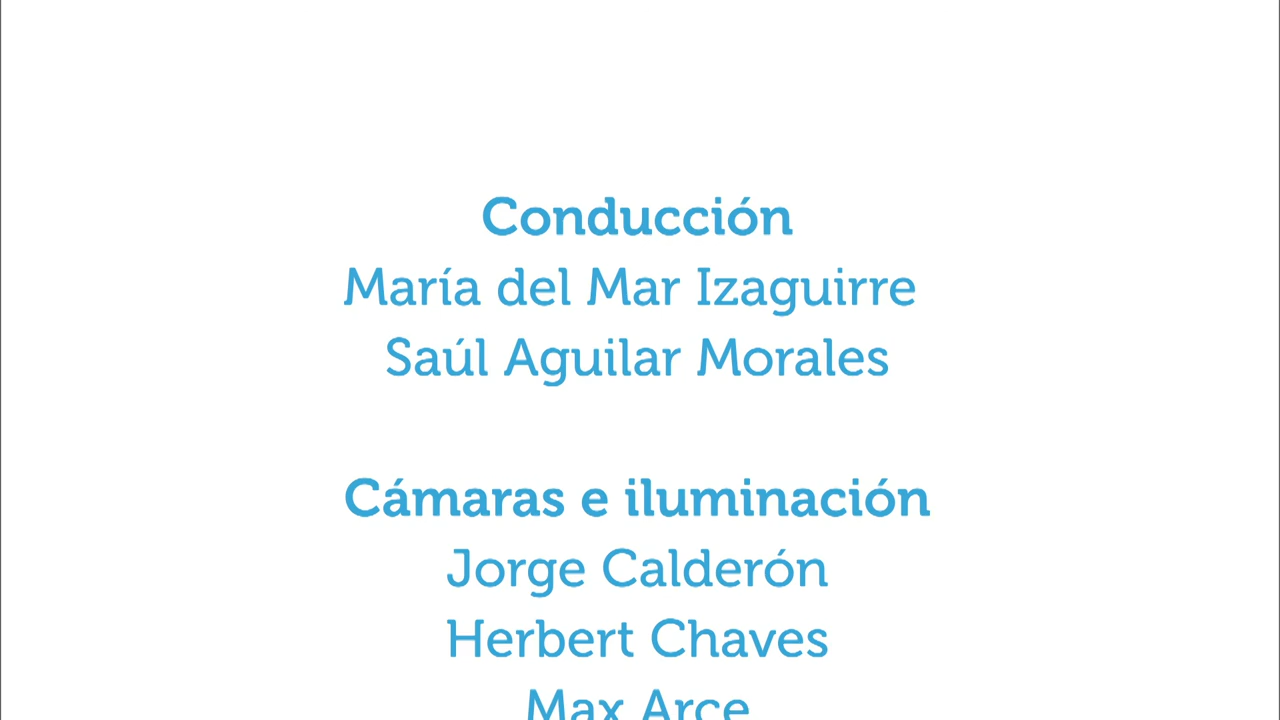 Conducción
María del Mar Izaguirre
Saúl Aguilar Morales
Cámaras e iluminación
Jorge Calderón
Herbert Chaves
Max Arce